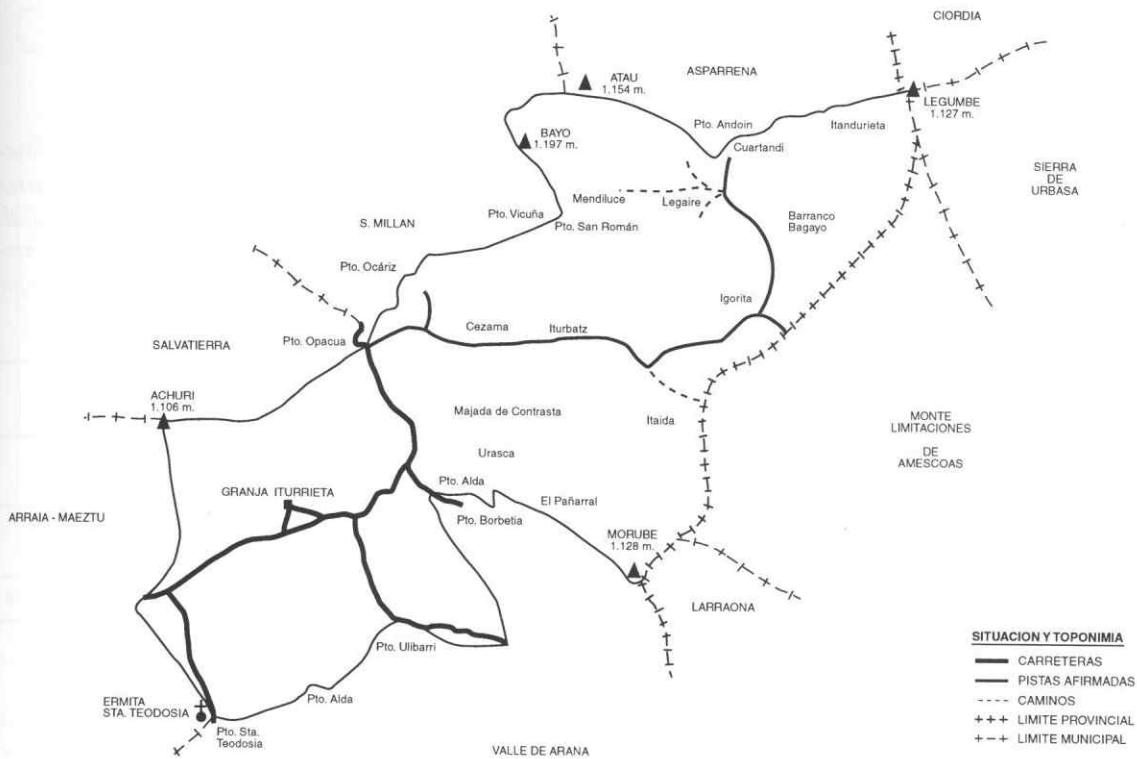 CIORDIA
ATAU
1.154 m.
ASPARRENA
LEGUMBE
1.127 m.
Pto. Andoin
Itandurieta
BAYO
1.197 m.
Cuartandi
SIERRA
DE
URBASA
Mendiluce
Legaire
Pto. Vicuña
Pto. San Román
Barranco
Bagayo
S. MILLAN
Pto. Ocáriz
Igorita
Cezama
Iturbatz
SALVATIERRA
Pto. Opacua
ACHURI
1.106 m.
Majada de Contrasta
Itaida
MONTE
LIMITACIONES
DE
AMESCOAS
Urasca
Pto. Alda
GRANJA ITURRIETA
El Pañarral
ARRAIA - MAEZTU
Pto. Borbetia
MORUBE
1.128 m.
LARRAONA
Pto. Ulibarri
ERMITA
STA. TEODOSIA
Pto. Alda
Pto. Sta.
Teodosia
VALLE DE ARANA
SITUACION Y TOPONIMIA
CARRETERAS
PISTAS AFIRMADAS
CAMINOS
LIMITE PROVINCIAL
LIMITE MUNICIPAL